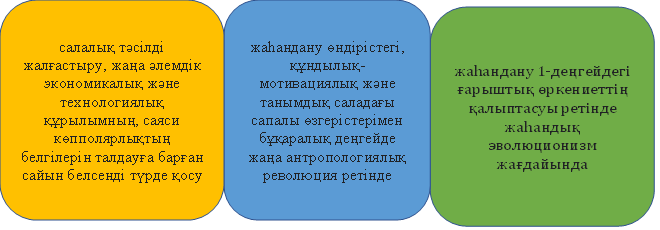 салалық тәсілді
жалғастыру, жаңа әлемдік
экономикалық және
технологиялық
құрылымның, саяси
көпполярлықтың
белгілерін талдауға барған
сайын белсенді түрде қосу
жаһандану өндірістегі,
құндылық-
мотивациялық және
танымдық саладағы
сапалы өзгерістерімен
бұқаралық деңгейде
жаңа антропологиялық
революция ретінде
жаһандану 1-деңгейдегі
ғарыштық өркениеттің
қалыптасуы ретінде
жаһандық
эволюционизм
жағдайында